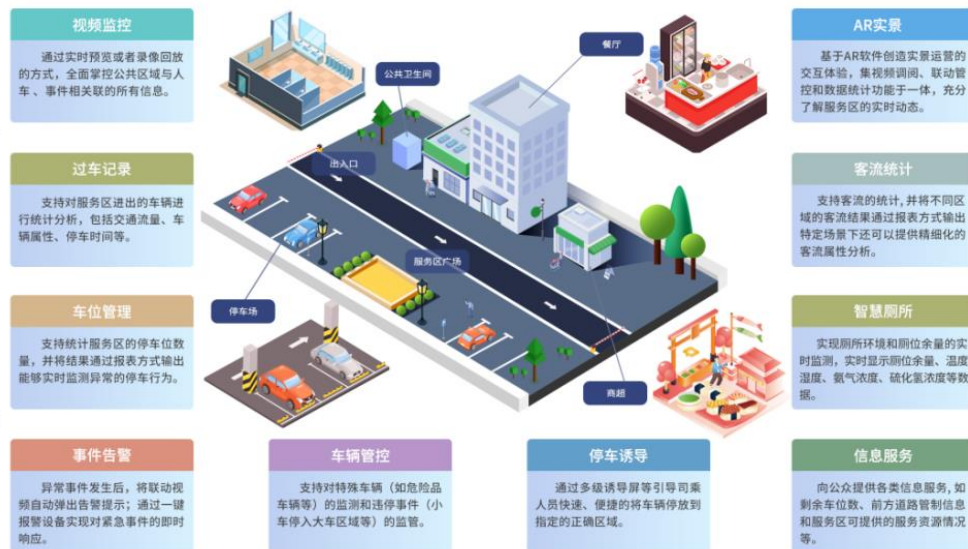 视频监控
通过实时预览或者录像回放
的方式，全面掌控公共区域与人
车、事件相关联的所有信息。
过车记录
支持对服务区进出的车辆进
行统计分析，包括交通流量、车
辆属性、停车时间等。
车位管理
支持统计服务区的停车位数
量，并将结果通过报表方式输出
能够实时监测异常的停车行为。
事件告警
异常事件发生后，将联动视
频自动弹出告警提示；通过一键
报警设备实现对紧急事件的即时
响应。
公共卫生间
餐厅
出入口
服务区广场
停车场
商超
车辆管控
支持对特殊车辆（如危险品
车辆等）的监测和违停事件（小
车停入大车区域等）的监管。
停车诱导
通过多级诱导屏等引导司乘
人员快速、便捷的将车辆停放到
指定的正确区域。
AR实景
基于AR软件创造实景运营的
交互体验，集视频调阅、联动管
控和数据统计功能于一体，充分
了解服务区的实时动态。
客流统计
支持客流的统计,并将不同区
域的客流结果通过报表方式输出
特定场景下还可以提供精细化的
客流属性分析。
智慧厕所
实现厕所环境和厕位余量的实
时监测，实时显示厕位余量、温度
湿度、氨气浓度、硫化氢浓度等数
据。
信息服务
向公众提供各类信息服务,如
剩余车位数、前方道路管制信息
和服务区可提供的服务资源情况
等。